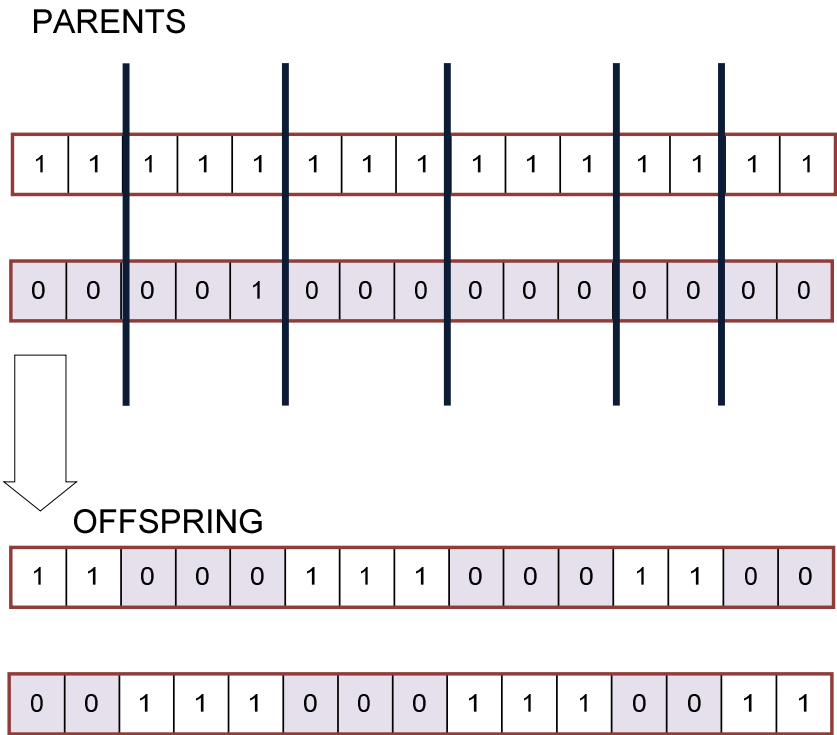 PARENTS
1 1 1 1 1 1 1 1 1 1 1 1 1 1 1
0 0 0 0 1 0 0 0 0 0 0 0 0 0 0
OFFSPRING
1 1 0 0 0 1 1 1 0 0 0 1 1 0 0
0 0 1 1 1 0 0 0 1 1 1 0 0 1 1